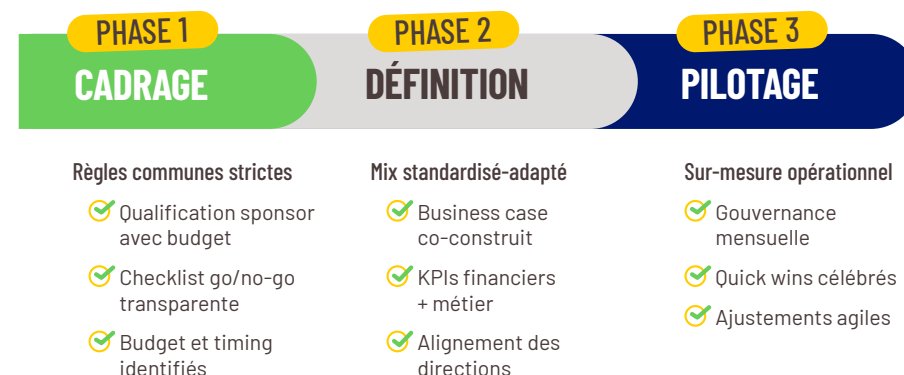 PHASE 1
CADRAGE
Règles communes strictes
Qualification sponsor
avec budget
Checklist go/no-go
transparente
Budget et timing
identifiés
PHASE 2
DÉFINITION
Mix standardisé-adapté
Business case
co-construit
KPIs financiers
+ métier
Alignement des
directions
PHASE 3
PILOTAGE
Sur-mesure opérationnel
Gouvernance
mensuelle
Quick wins célébrés
Ajustements agiles